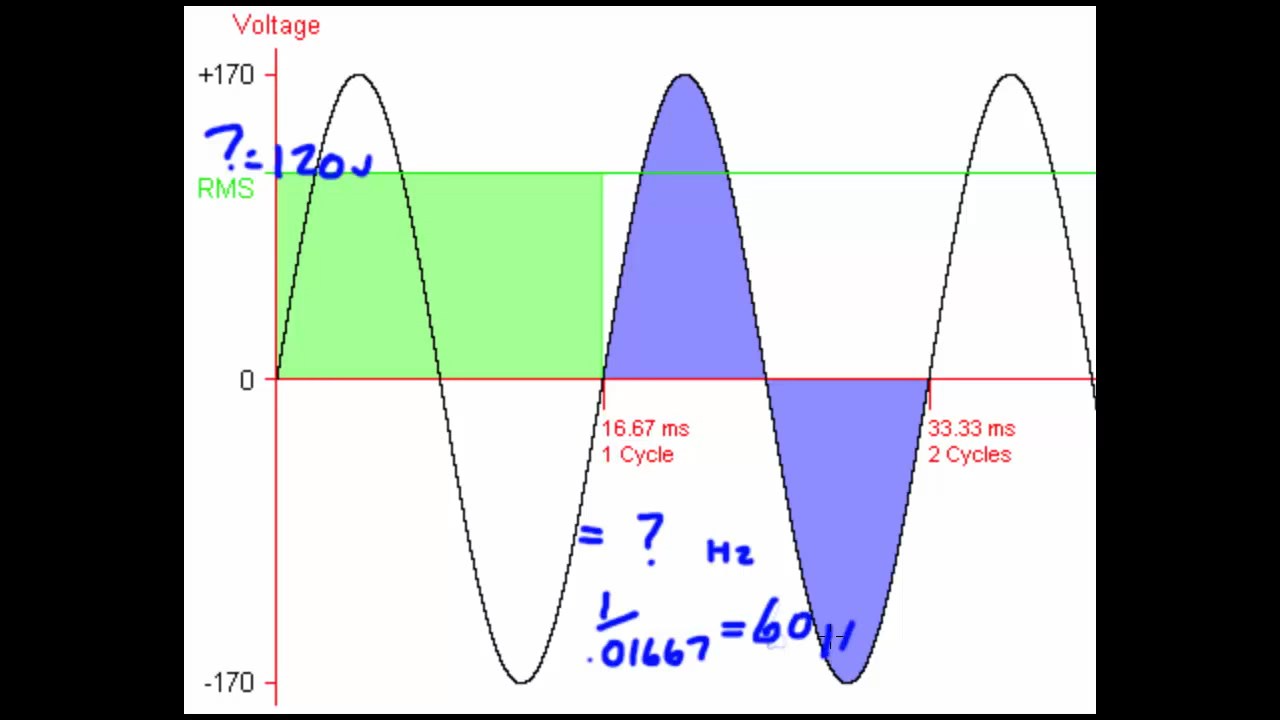 Voltage
+170
? = 120v
RMS
0
16.67 ms
33.33 ms
1 Cycle
2 Cycles
= ? Hz
1/.01667 = 60
-170